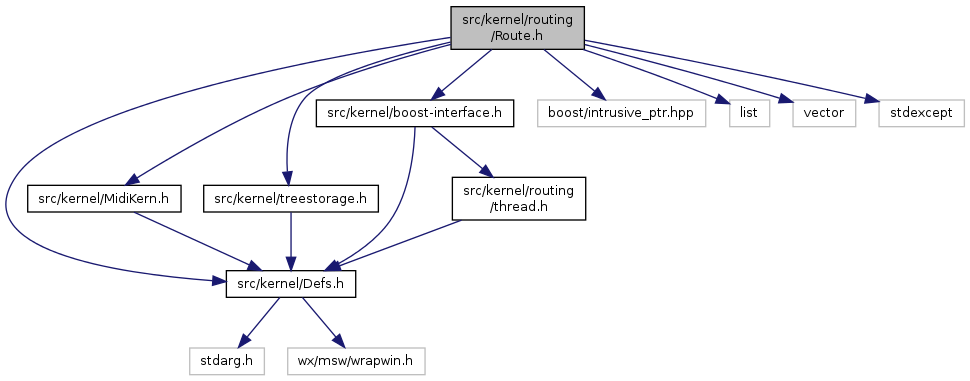 src/kernel/routing
/Route.h
src/kernel/boost-interface.h
boost/intrusive_ptr.hpp
list
vector
stdexcept
src/kernel/MidiKern.h
src/kernel/treestorage.h
src/kernel/routing
/thread.h
src/kernel/Defs.h
stdarg.h
wx/msw/wrapwin.h